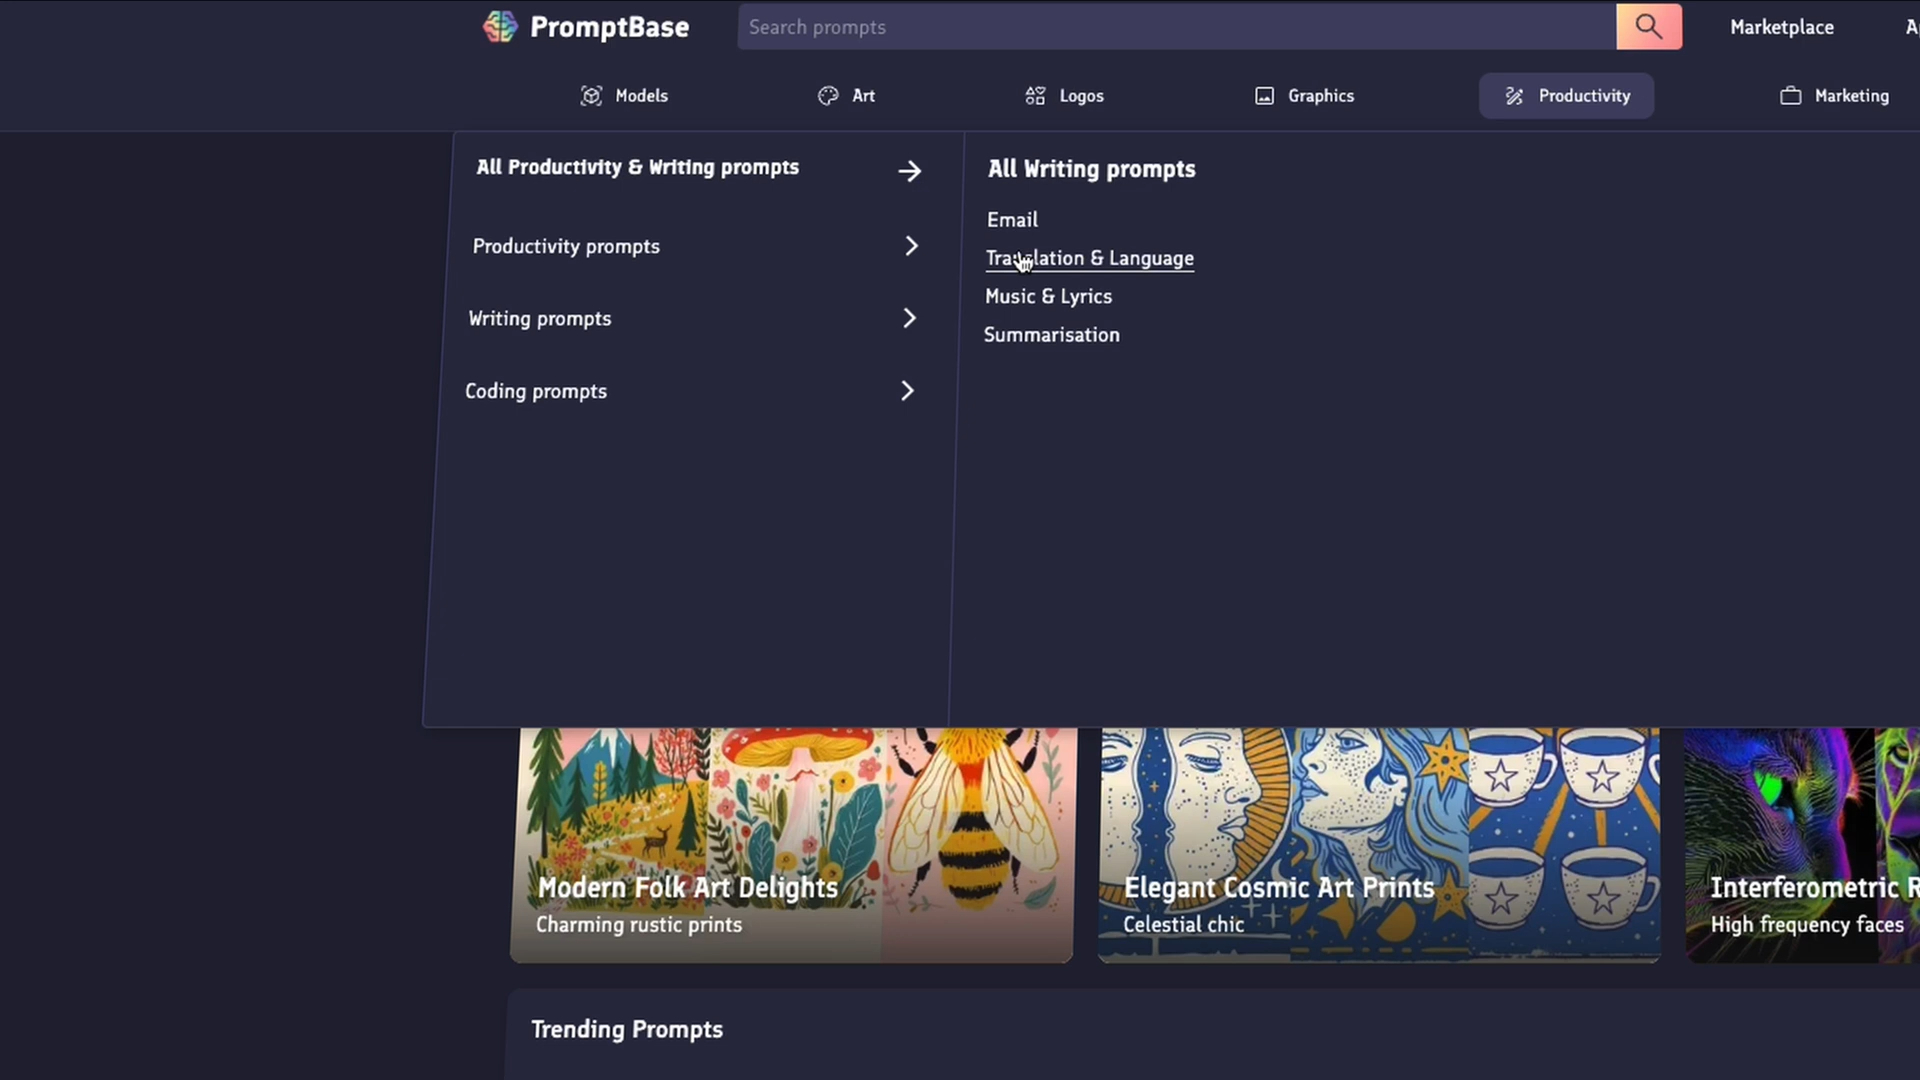 PromptBase
Search prompts
Marketplace
Models
Art
Logos
Graphics
Productivity
Marketing
All Productivity & Writing prompts
Productivity prompts
Writing prompts
Coding prompts
All Writing prompts
Email
Translation & Language
Music & Lyrics
Summarisation
Modern Folk Art Delights
Charming rustic prints
Elegant Cosmic Art Prints
Celestial chic
Interferometric
High frequency faces
Trending Prompts